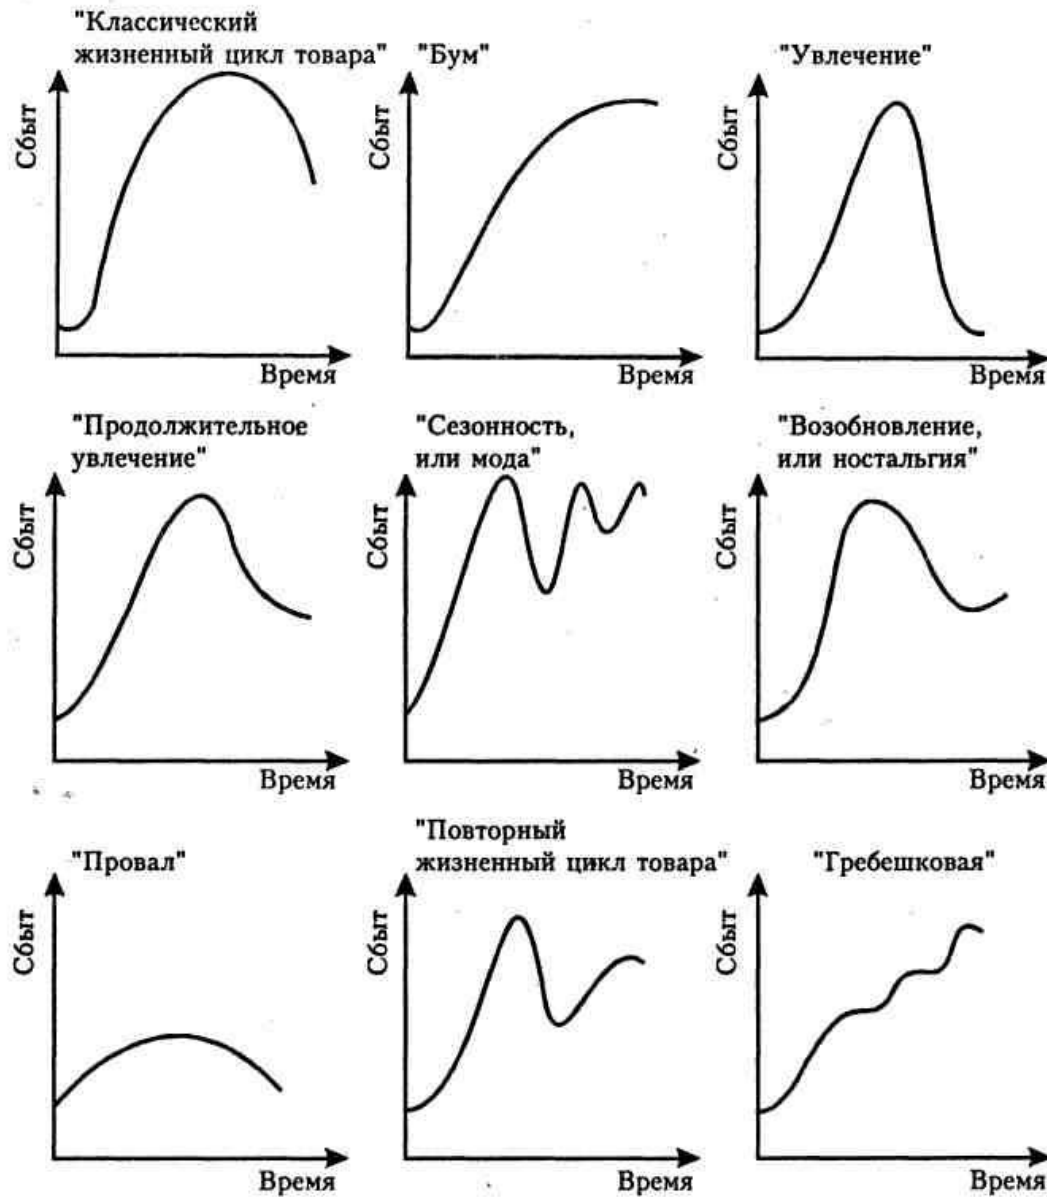 "Классический
жизненный цикл товара"
Сбыт
Время
"Бум"
Сбыт
Время
"Увлечение"
Сбыт
Время
"Продолжительное
увлечение"
Сбыт
Время
"Сезонность,
или мода"
Сбыт
Время
"Возобновление,
или ностальгия"
Сбыт
Время
"Провал"
Сбыт
Время
"Повторный
жизненный цикл товара"
Сбыт
Время
"Гребешковая"
Сбыт
Время